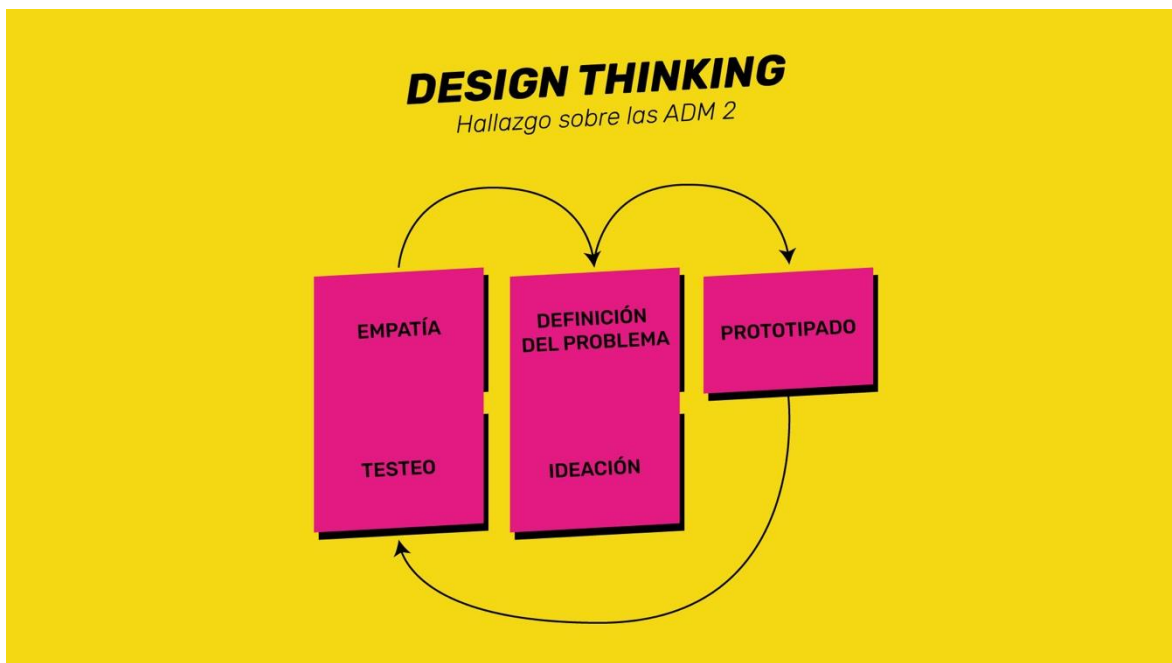 DESIGN THINKING
Hallazgo sobre las ADM 2
EMPATÍA
TESTEO
DEFINICIÓN
DEL PROBLEMA
IDEACIÓN
PROTOTIPADO